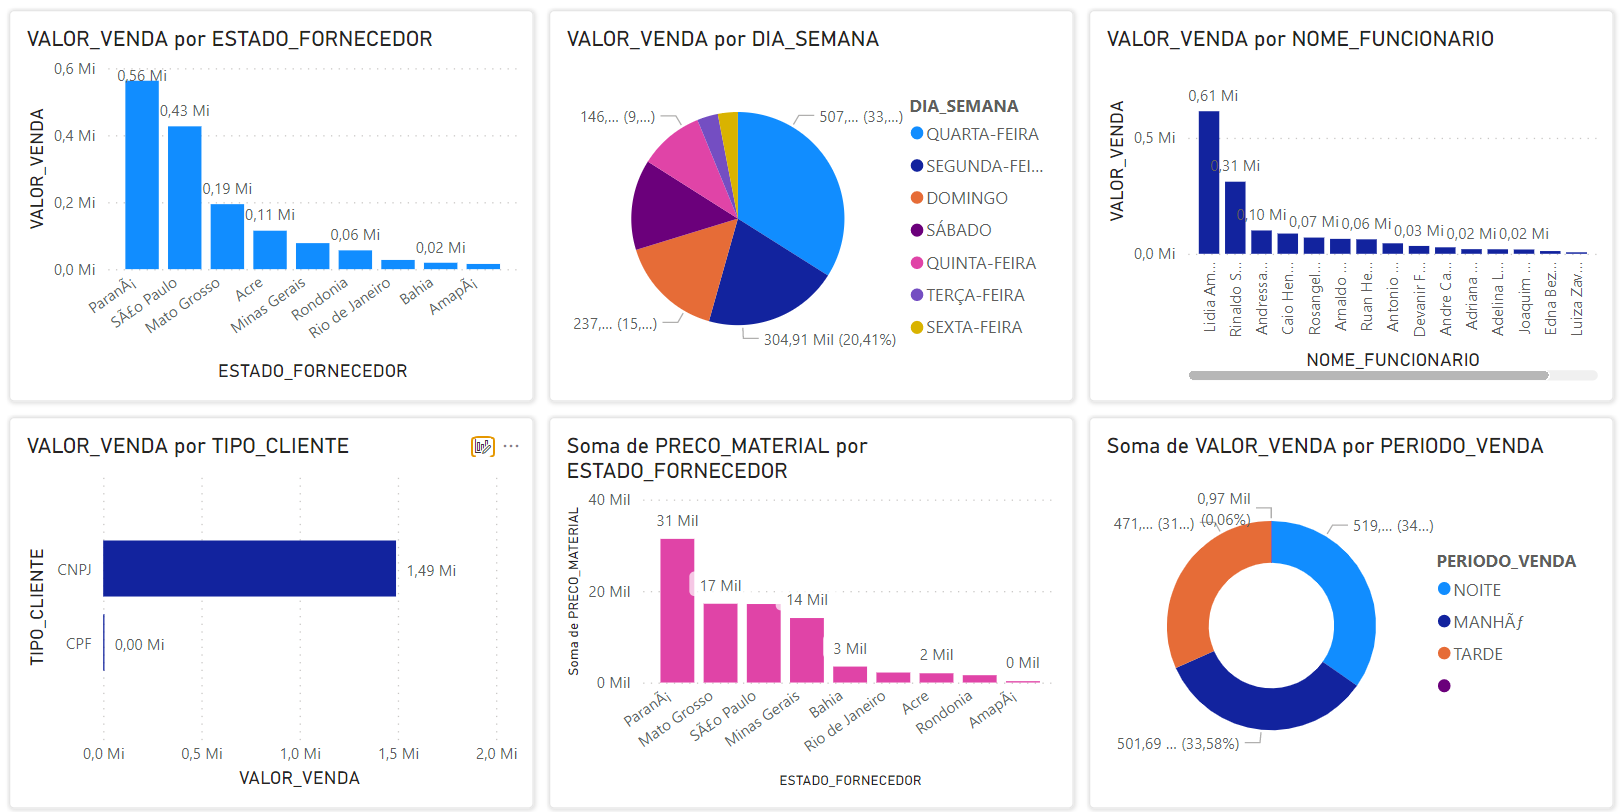 VALOR_VENDA por ESTADO_FORNECEDOR
0,6 Mi
0,4 Mi
0,2 Mi
0,0 Mi
VALOR_VENDA
0,56 Mi
0,43 Mi
0,19 Mi
0,11 Mi
0,06 Mi
0,02 Mi
ParanÃ¡
SÃ£o Paulo
Mato Grosso
Acre
Minas Gerais
Rondonia
Rio de Janeiro
Bahia
AmapÃ¡
ESTADO_FORNECEDOR
VALOR_VENDA por DIA_SEMANA
146,... (9,...)
507,... (33,...)
237,... (15,...)
304,91 Mil (20,41%)
DIA_SEMANA
QUARTA-FEIRA
SEGUNDA-FEI...
DOMINGO
SÁBADO
QUINTA-FEIRA
TERÇA-FEIRA
SEXTA-FEIRA
VALOR_VENDA por NOME_FUNCIONARIO
0,5 Mi
0,0 Mi
VALOR_VENDA
0,61 Mi
0,31 Mi
0,10 Mi
0,07 Mi
0,06 Mi
0,03 Mi
0,02 Mi
0,02 Mi
Lidia Am...
Rinaldo S...
Andressa...
Caio Hen...
Rosangel...
Arnaldo ...
Ruan He...
Antonio ...
Devanir F...
Andre Ca...
Adriana ...
Adelina L...
Joaquim ...
Edna Bez...
Luiza Zav...
NOME_FUNCIONARIO
VALOR_VENDA por TIPO_CLIENTE
TIPO_CLIENTE
CNPJ
1,49 Mi
CPF
0,00 Mi
0,0 Mi
0,5 Mi
1,0 Mi
1,5 Mi
2,0 Mi
VALOR_VENDA
Soma de PRECO_MATERIAL por
ESTADO_FORNECEDOR
40 Mil
20 Mil
0 Mil
Soma de PRECO_MATERIAL
31 Mil
17 Mil
14 Mil
3 Mil
2 Mil
0 Mil
ParanÃ¡
Mato Grosso
SÃ£o Paulo
Minas Gerais
Bahia
Rio de Janeiro
Acre
Rondonia
AmapÃ¡
ESTADO_FORNECEDOR
Soma de VALOR_VENDA por PERIODO_VENDA
0,97 Mil
(0,06%)
471,... (31...)
519,... (34...)
501,69 ... (33,58%)
PERIODO_VENDA
NOITE
MANHÃƒ
TARDE